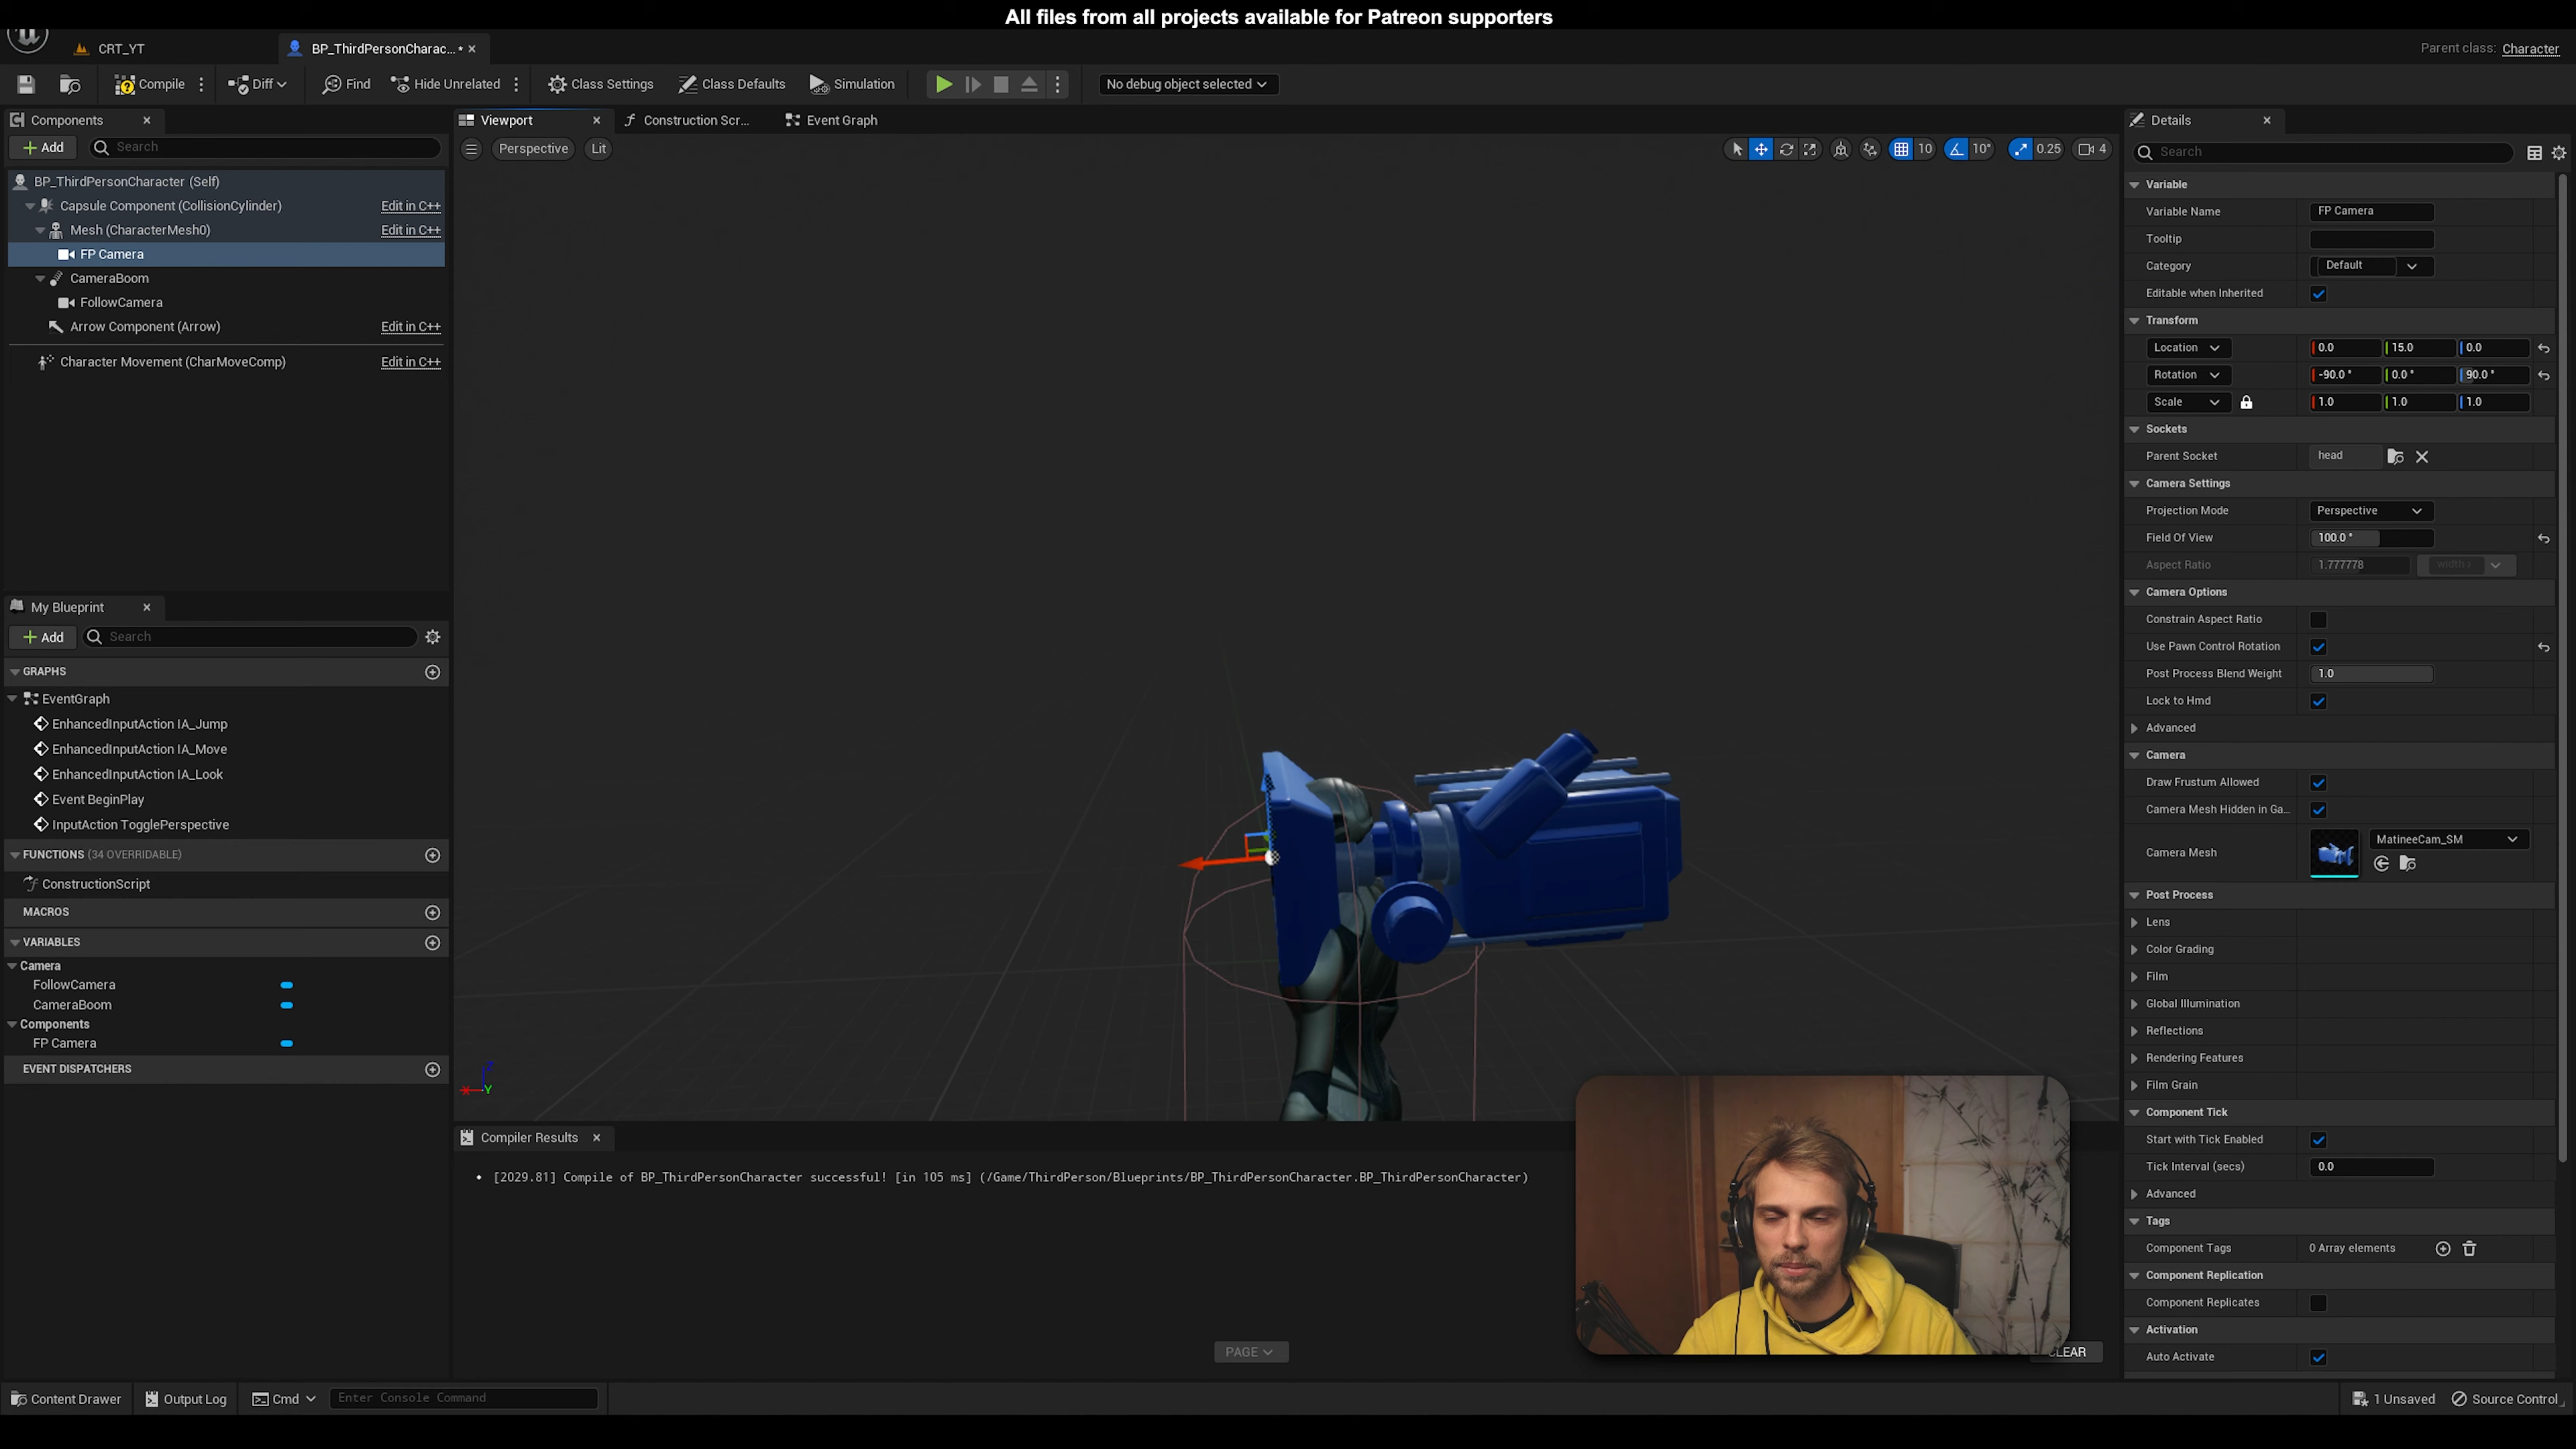 All files from all projects available for Patreon supporters
CRT_YT
BP_ThirdPersonCharac...
Parent class: Character
Compile
Diff
Find
Hide Unrelated
Class Settings
Class Defaults
Simulation
No debug object selected
Components
Add
Search
BP_ThirdPersonCharacter (Self)
Capsule Component (CollisionCylinder) Edit in C++
Mesh (CharacterMesh0) Edit in C++
FP Camera
CameraBoom
FollowCamera
Arrow Component (Arrow) Edit in C++
Character Movement (CharMoveComp) Edit in C++
My Blueprint
Add
Search
GRAPHS
EventGraph
EnhancedInputAction IA_Jump
EnhancedInputAction IA_Move
EnhancedInputAction IA_Look
Event BeginPlay
InputAction TogglePerspective
FUNCTIONS (34 OVERRIDABLE)
ConstructionScript
MACROS
VARIABLES
Camera
FollowCamera
CameraBoom
Components
FP Camera
EVENT DISPATCHERS
Viewport
Construction Scr...
Event Graph
Perspective
Lit
10
10°
0.25
4
X
Y
Z
Compiler Results
[2029.81] Compile of BP_ThirdPersonCharacter successful! [in 105 ms] (/Game/ThirdPerson/Blueprints/BP_ThirdPersonCharacter.BP_ThirdPersonCharacter)
PAGE
CLEAR
Details
Search
Variable
Variable Name FP Camera
Tooltip
Category Default
Editable when Inherited
Transform
Location 0.0 15.0 0.0
Rotation -90.0 ° 0.0 ° 90.0 °
Scale 1.0 1.0 1.0
Sockets
Parent Socket head
Camera Settings
Projection Mode Perspective
Field Of View 100.0 °
Aspect Ratio 1.777778 width
Camera Options
Constrain Aspect Ratio
Use Pawn Control Rotation
Post Process Blend Weight 1.0
Lock to Hmd
Advanced
Camera
Draw Frustum Allowed
Camera Mesh Hidden in Ga...
Camera Mesh MatineeCam_SM
Post Process
Lens
Color Grading
Film
Global Illumination
Reflections
Rendering Features
Film Grain
Component Tick
Start with Tick Enabled
Tick Interval (secs) 0.0
Advanced
Tags
Component Tags 0 Array elements
Component Replication
Component Replicates
Activation
Auto Activate
Content Drawer
Output Log
Cmd
Enter Console Command
1 Unsaved
Source Control